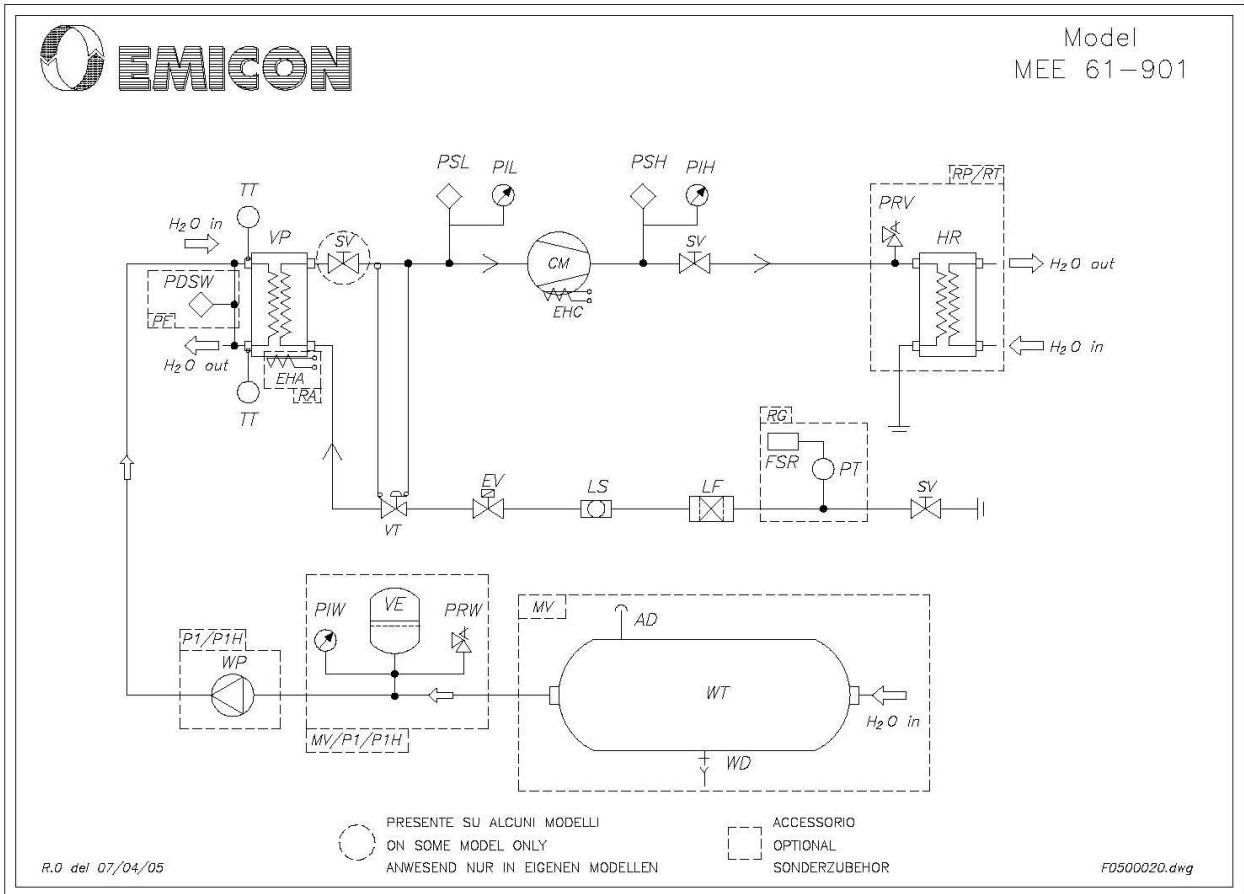 EMICON
Model
MEE 61-901
PSL
PIL
PSH
PIH
RP/RT
TT
PRV
H₂O in
VP
SV
HR
SV
CM
H₂O out
PDSW
EHC
PF
H₂O out
H₂O in
EHA
RA
TT
RG
FSR
PT
EV
LS
LF
SV
VT
PIW
VE
PRW
MV
AD
P1/P1H
WP
WT
H₂O in
MV/P1/P1H
WD
PRESENTE SU ALCUNI MODELLI
ON SOME MODEL ONLY
ANWESEND NUR IN EIGENEN MODELLEN
ACCESSORIO
OPTIONAL
SONDERZUBEHOR
R.0 del 07/04/05
F0500020.dwg